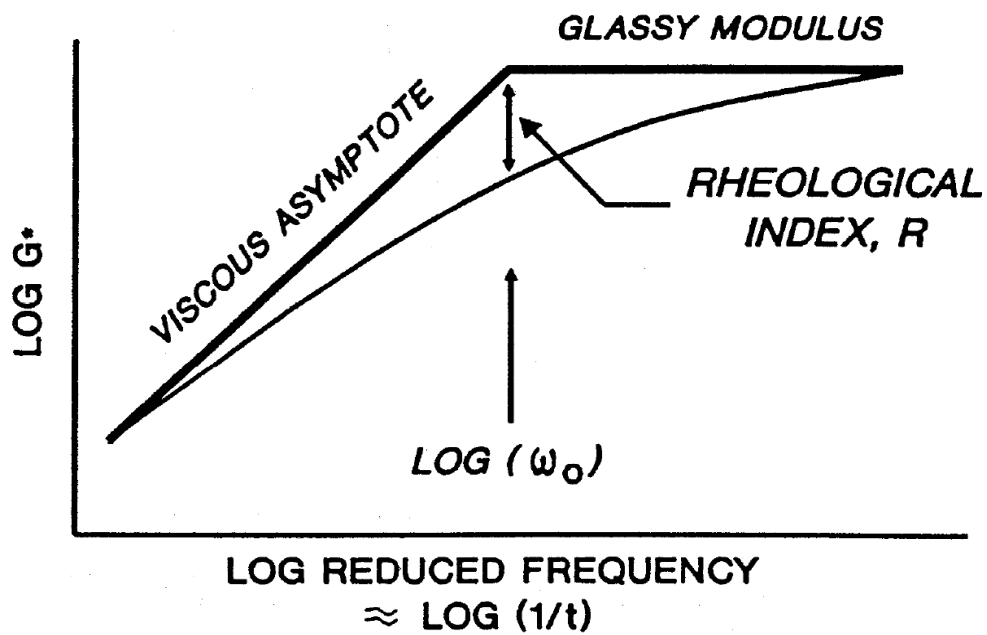 GLASSY MODULUS
VISCOUS ASYMPTOTE
RHEOLOGICAL
INDEX, R
LOG G*
LOG (ω₀)
LOG REDUCED FREQUENCY
≈ LOG (1/t)